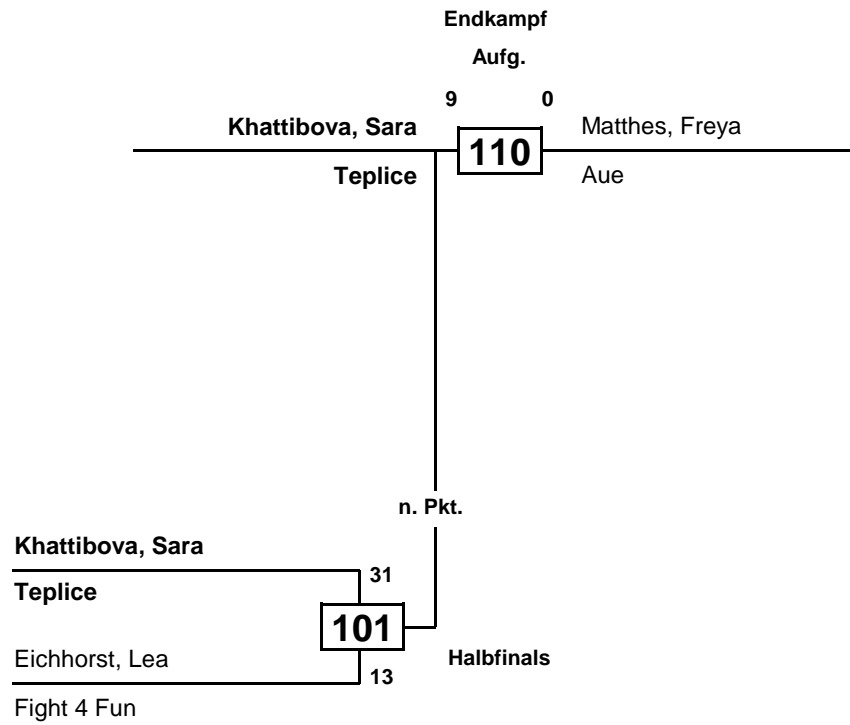 Endkampf
Aufg.
9 0
Khattibova, Sara 110 Matthes, Freya
Teplice Aue
n. Pkt.
Khattibova, Sara
31
Teplice
101
Eichhorst, Lea Halbfinals
13
Fight 4 Fun